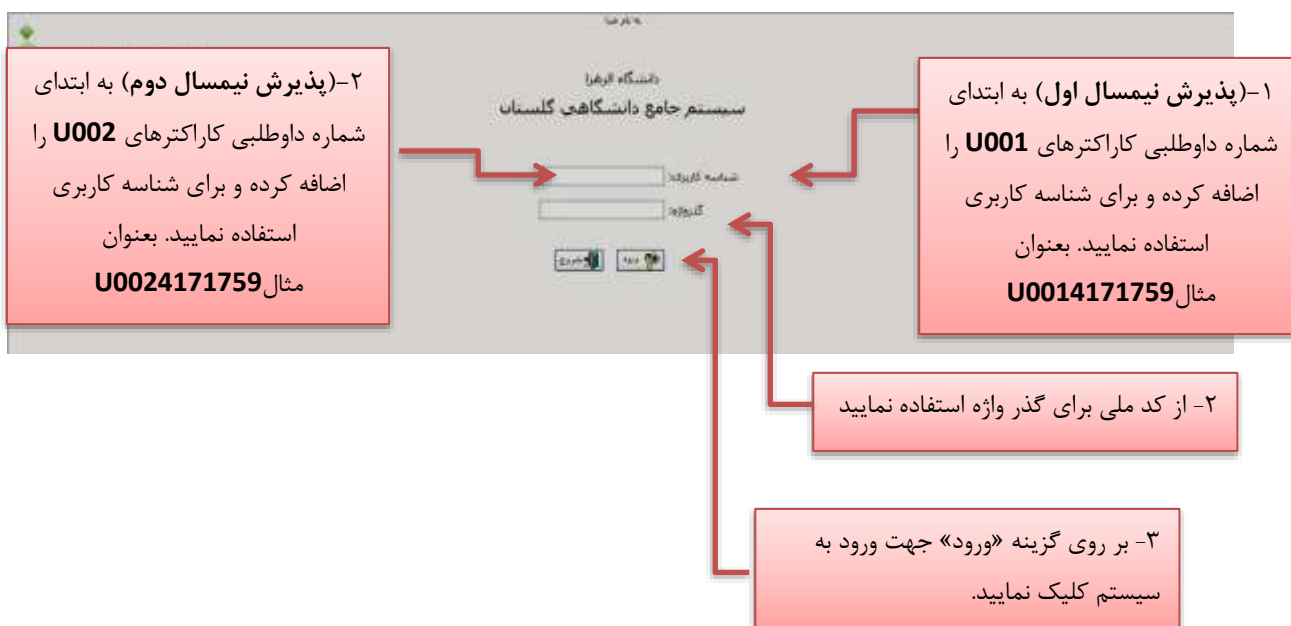 دانشگاه الزهرا
سیستم جامع دانشگاهی گلستان
شناسه کاربری:
گذرواژه:
ورود
خروج
۱-(پذیرش نیمسال اول) به ابتدای
شماره داوطلبی کاراکترهای U001 را
اضافه کرده و برای شناسه کاربری
استفاده نمایید. بعنوان
مثالU0014171759
۲-(پذیرش نیمسال دوم) به ابتدای
شماره داوطلبی کاراکترهای U002 را
اضافه کرده و برای شناسه کاربری
استفاده نمایید. بعنوان
مثالU0024171759
۲- از کد ملی برای گذر واژه استفاده نمایید
۳- بر روی گزینه «ورود» جهت ورود به
سیستم کلیک نمایید.